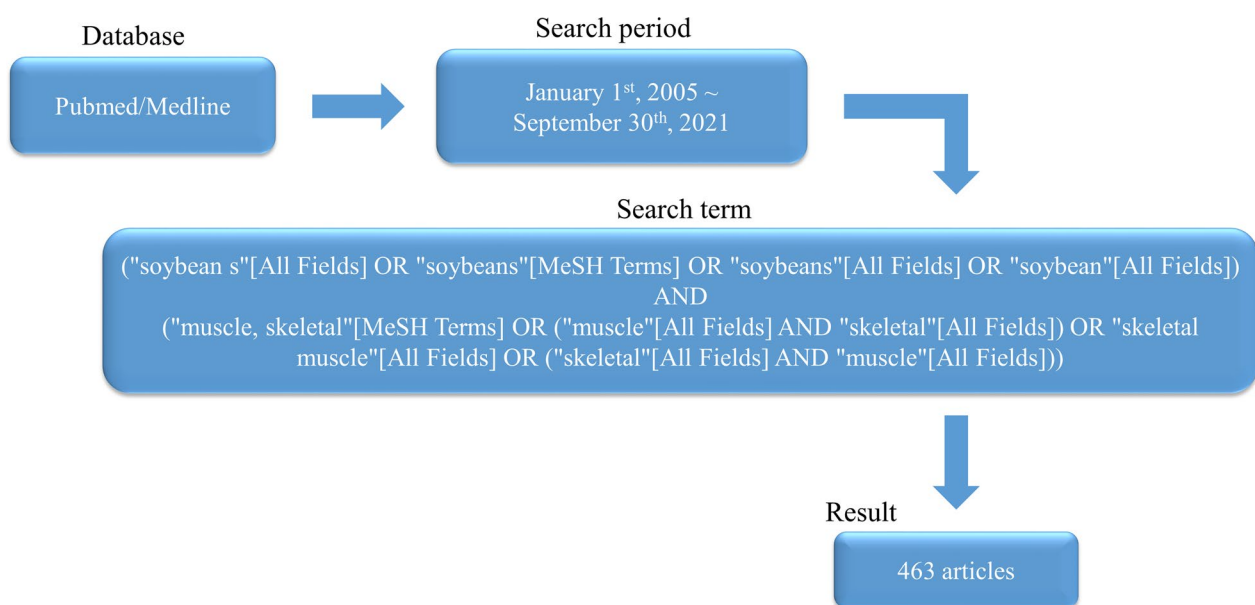 Database
Pubmed/Medline
Search period
January 1st, 2005 ~
September 30th, 2021
Search term
("soybean s"[All Fields] OR "soybeans"[MeSH Terms] OR "soybeans"[All Fields] OR "soybean"[All Fields])
AND
("muscle, skeletal"[MeSH Terms] OR ("muscle"[All Fields] AND "skeletal"[All Fields]) OR "skeletal
muscle"[All Fields] OR ("skeletal"[All Fields] AND "muscle"[All Fields]))
Result
463 articles